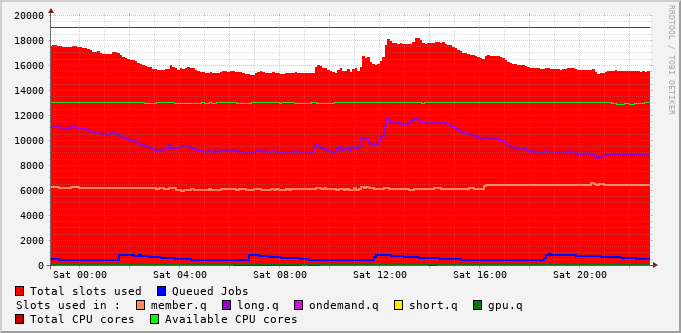 20000
18000
16000
14000
12000
10000
8000
6000
4000
2000
0
Sat 00:00 Sat 04:00 Sat 08:00 Sat 12:00 Sat 16:00 Sat 20:00
Total slots used Queued Jobs
Slots used in : member.q long.q ondemand.q short.q gpu.q
Total CPU cores Available CPU cores
RRDTOOL / TOBI OETIKER